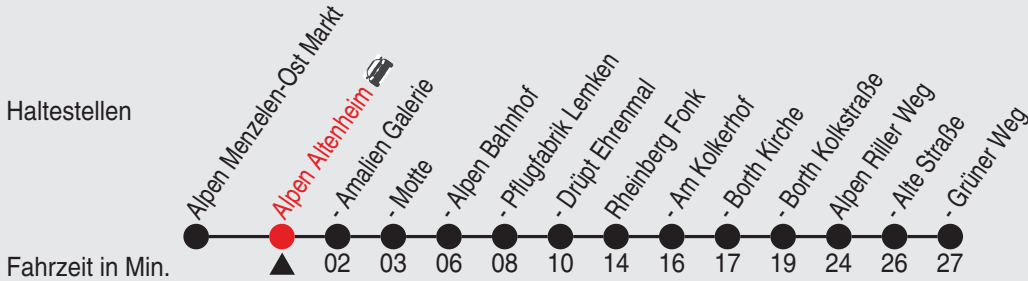 Haltestellen
Alpen Menzelen-Ost Markt
Alpen Altenheim
- Amalien Galerie
- Motte
- Alpen Bahnhof
- Pflugfabrik Lemken
- Drüpt Ehrenmal
Rheinberg Fonk
- Am Kolkerhof
- Borth Kirche
- Borth Kolkstraße
Alpen Riller Weg
- Alte Straße
- Grüner Weg
Fahrzeit in Min. 02 03 06 08 10 14 16 17 19 24 26 27